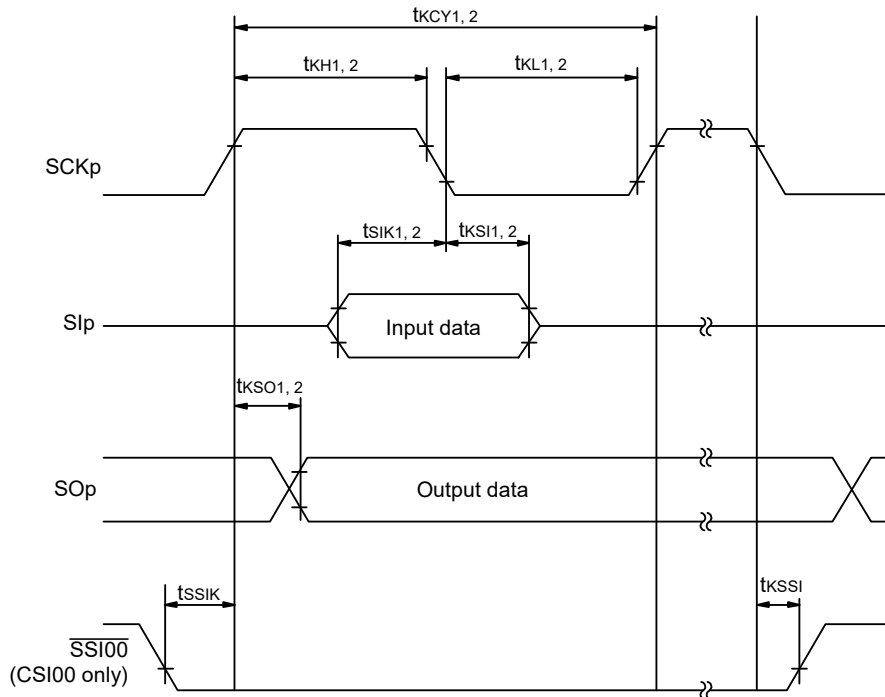 tKCY1, 2
tKH1, 2
tKL1, 2
SCKp
tSIK1, 2
tKSI1, 2
SIp
Input data
tKSO1, 2
SOp
Output data
tSSIK
tKSSI
SSI00
(CSI00 only)